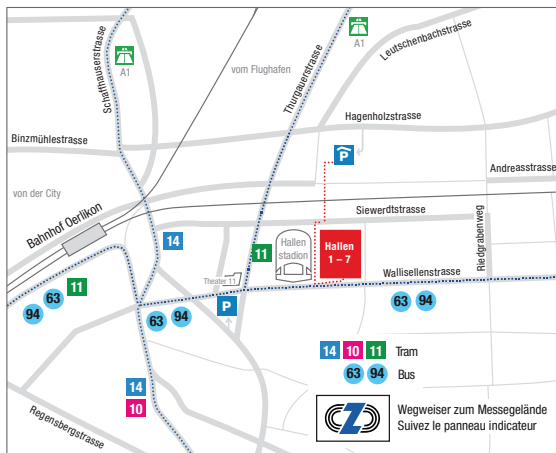 Schaffhauserstrasse
A1
vom Flughafen
Thurgauerstrasse
A1
Leutschenbachstrasse
Hagenholzstrasse
Binzmühlestrasse
P
Andreasstrasse
von der City
Bahnhof Oerlikon
Siewerdtstrasse
Riedgrabenweg
14
11
Hallen
stadion
Hallen
1 – 7
Theater 11
Wallisellenstrasse
11
63
94
P
63
94
63
94
14
10
Regensbergstrasse
14 10 11 Tram
63 94 Bus
Wegweiser zum Messegelände
Suivez le panneau indicateur